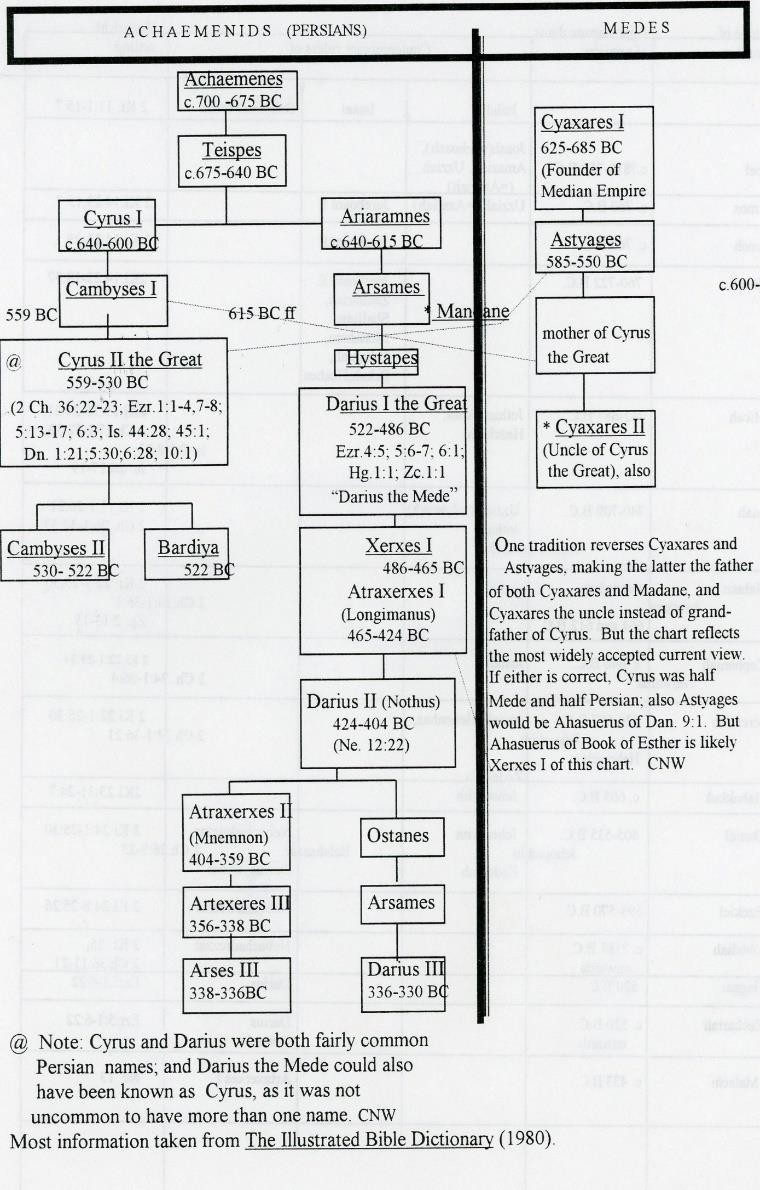 ACHAEMENIDS (PERSIANS)
MEDES
Achaemenes
c.700 -675 BC
Teispes
c.675-640 BC
Cyrus I
c.640-600 BC
Ariaramnes
c.640-615 BC
Cambyses I
559 BC
615 BC ff
Arsames
* Mandane
Hystapes
@ Cyrus II the Great
559-530 BC
(2 Ch. 36:22-23; Ezr.1:1-4,7-8;
5:13-17; 6:3; Is. 44:28; 45:1;
Dn. 1:21;5:30;6:28; 10:1)
Darius I the Great
522-486 BC
Ezr.4:5; 5:6-7; 6:1;
Hg.1:1; Zc.1:1
“Darius the Mede”
Cambyses II
530- 522 BC
Bardiya
522 BC
Xerxes I
486-465 BC
Atraxerxes I
(Longimanus)
465-424 BC
Darius II (Nothus)
424-404 BC
(Ne. 12:22)
Atraxerxes II
(Mnemnon)
404-359 BC
Ostanes
Artexeres III
356-338 BC
Arsames
Arses III
338-336BC
Darius III
336-330 BC
Cyaxares I
625-685 BC
(Founder of
Median Empire
Astyages
585-550 BC
c.600-
mother of Cyrus
the Great
* Cyaxares II
(Uncle of Cyrus
the Great), also
One tradition reverses Cyaxares and
Astyages, making the latter the father
of both Cyaxares and Madane, and
Cyaxares the uncle instead of grand-
father of Cyrus. But the chart reflects
the most widely accepted current view.
If either is correct, Cyrus was half
Mede and half Persian; also Astyages
would be Ahasuerus of Dan. 9:1. But
Ahasuerus of Book of Esther is likely
Xerxes I of this chart. CNW
@ Note: Cyrus and Darius were both fairly common
Persian names; and Darius the Mede could also
have been known as Cyrus, as it was not
uncommon to have more than one name. CNW
Most information taken from The Illustrated Bible Dictionary (1980).